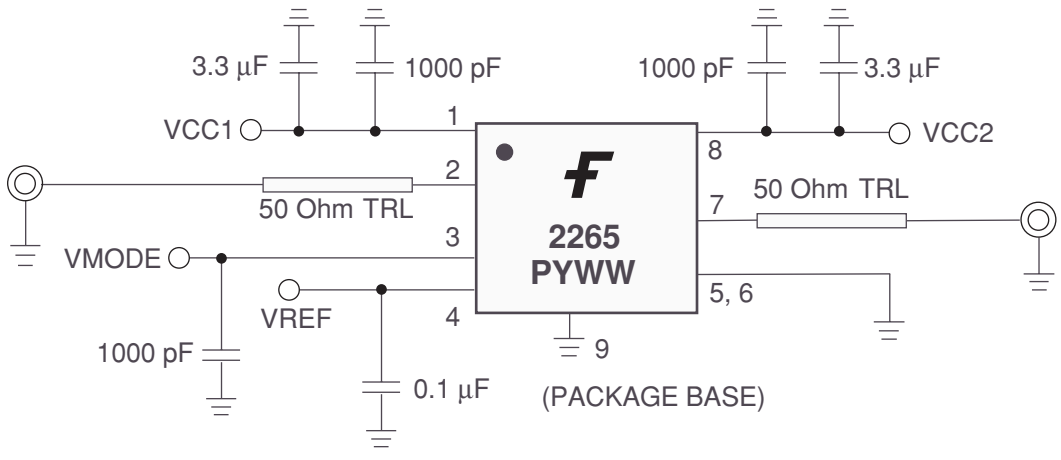 3.3 μF
1000 pF
1000 pF
3.3 μF
VCC1
1
8
VCC2
2
50 Ohm TRL
7
50 Ohm TRL
F
2265
PYWW
VMODE
3
VREF
4
5, 6
9
1000 pF
0.1 μF
(PACKAGE BASE)